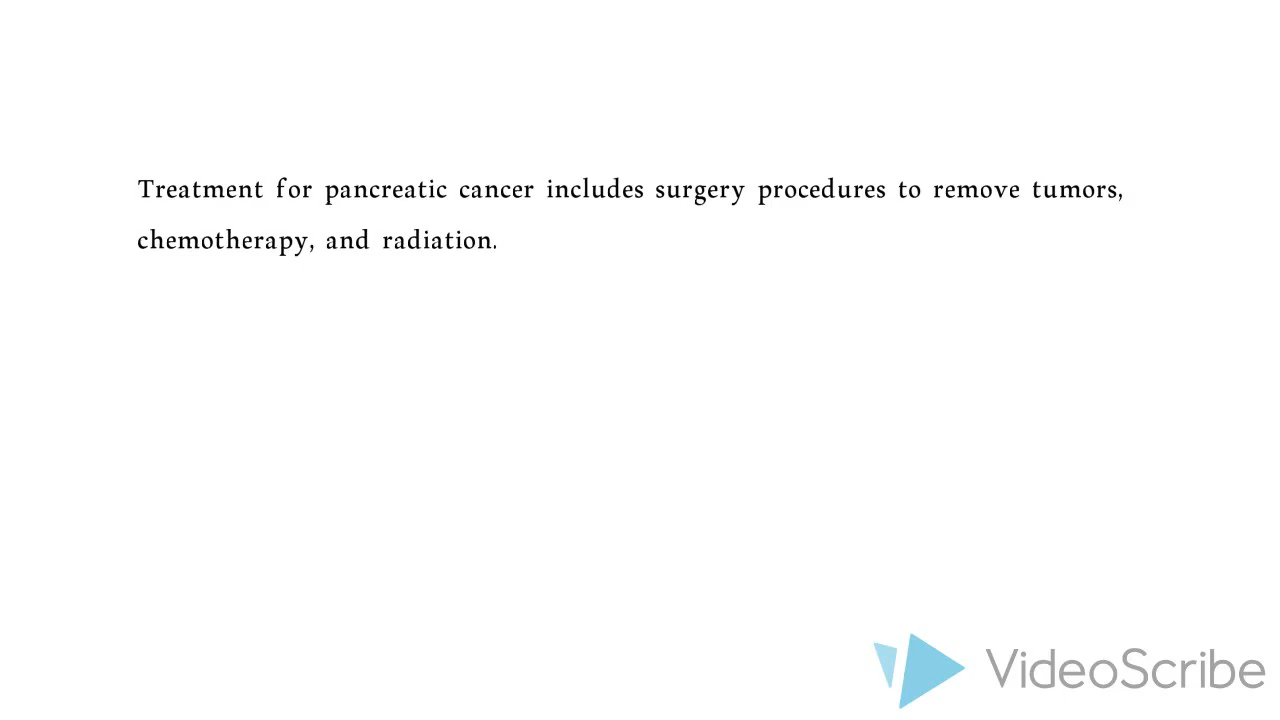 Treatment for pancreatic cancer includes surgery procedures to remove tumors,
chemotherapy, and radiation.
VideoScribe